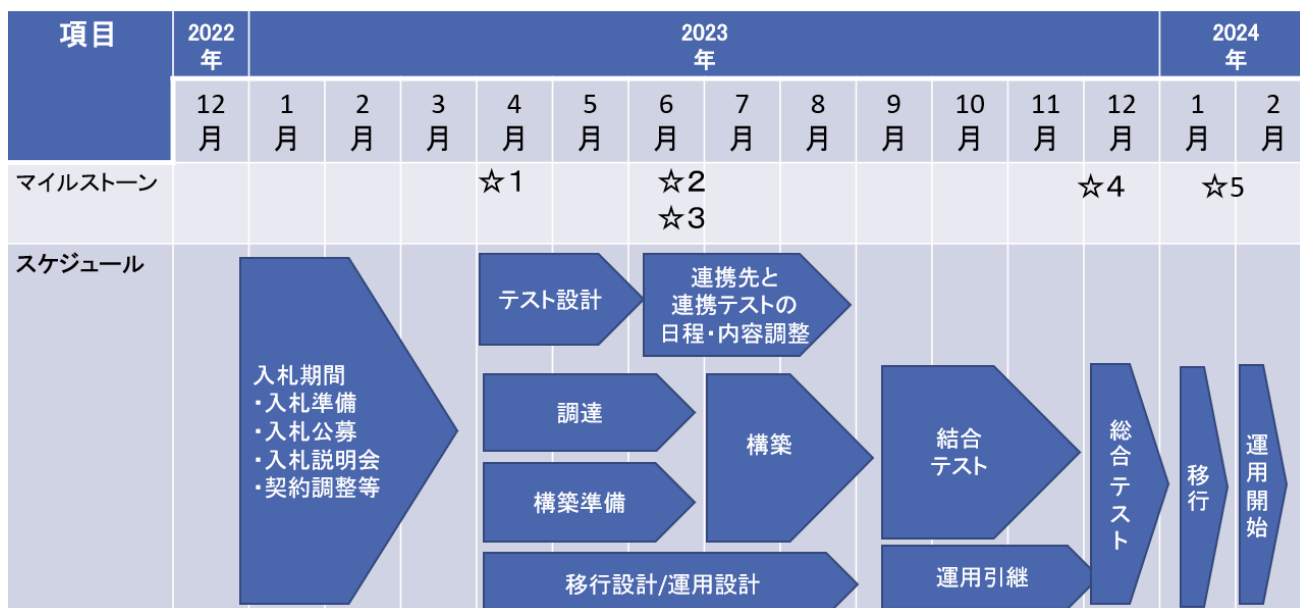 項目
2022
年
2023
年
2024
年
12
月
1
月
2
月
3
月
4
月
5
月
6
月
7
月
8
月
9
月
10
月
11
月
12
月
1
月
2
月
マイルストーン
☆1
☆2
☆3
☆4
☆5
スケジュール
入札期間
・入札準備
・入札公募
・入札説明会
・契約調整等
テスト設計
連携先と
連携テストの
日程・内容調整
調達
構築準備
移行設計/運用設計
構築
結合
テスト
運用引継
総合テスト
移行
運用開始